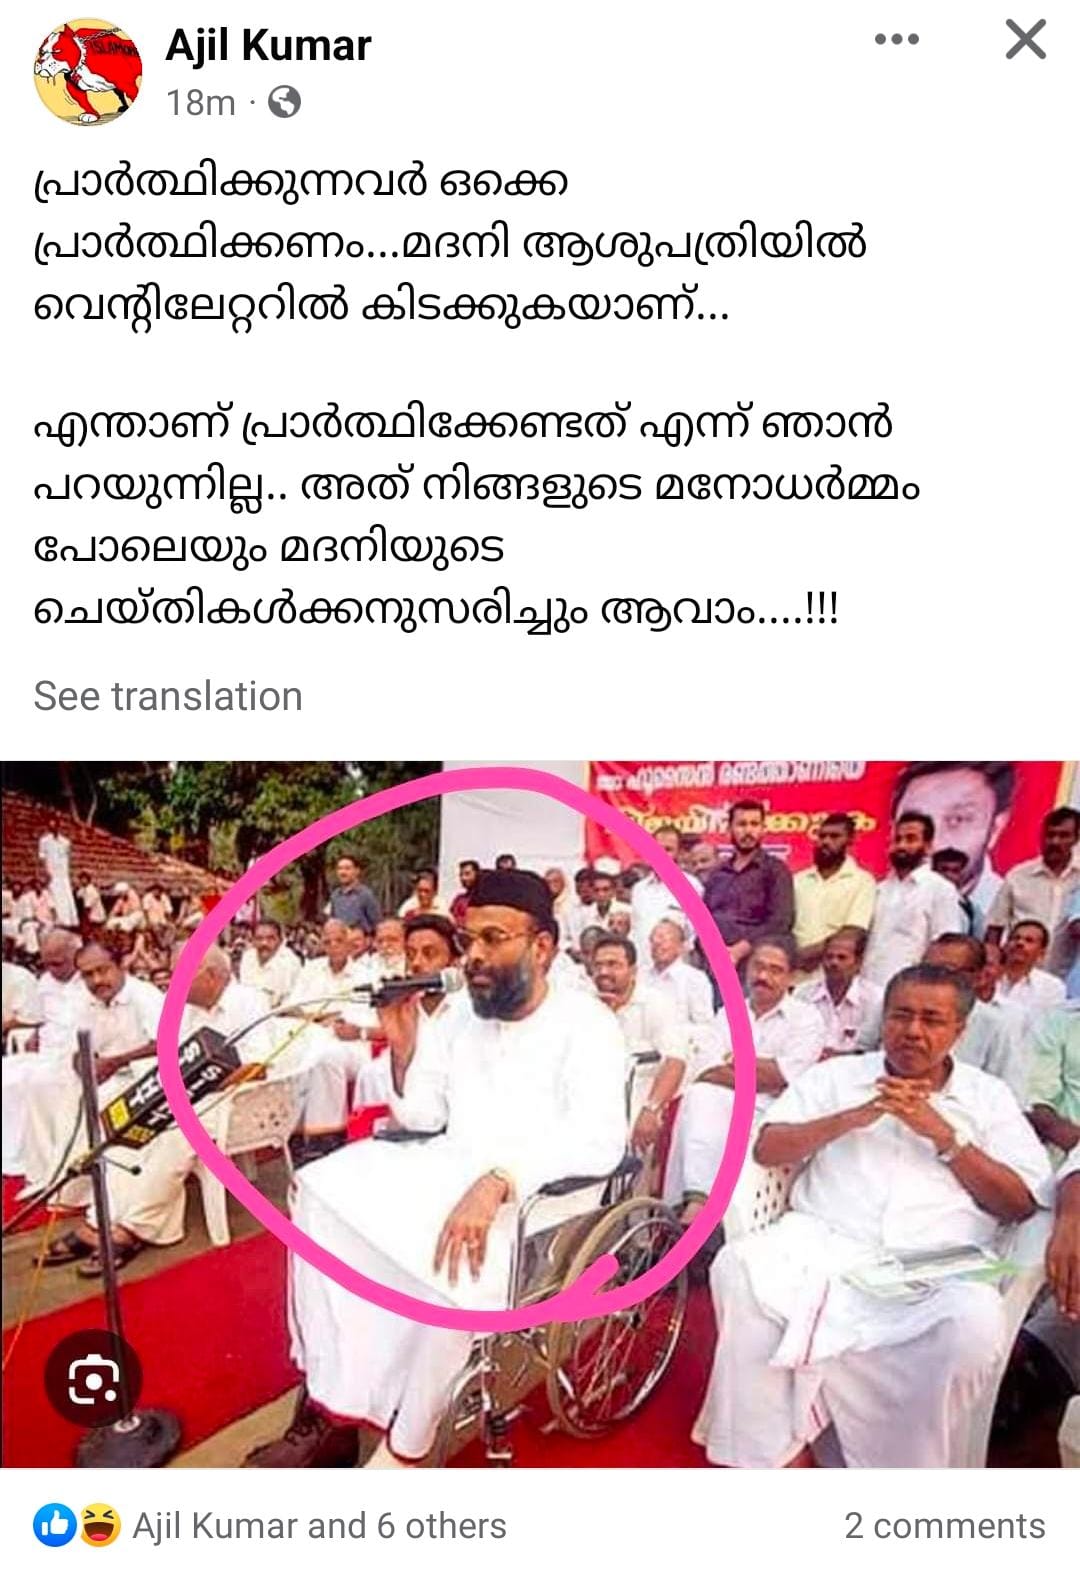 Ajil Kumar
18m ·
പ്രാർത്ഥിക്കുന്നവർ ഒക്കെ
പ്രാർത്ഥിക്കണം...മദനി ആശുപത്രിയിൽ
വെന്റിലേറ്ററിൽ കിടക്കുകയാണ്...
എന്താണ് പ്രാർത്ഥിക്കേണ്ടത് എന്ന് ഞാൻ
പറയുന്നില്ല.. അത് നിങ്ങളുടെ മനോധർമ്മം
പോലെയും മദനിയുടെ
ചെയ്തികൾക്കനുസരിച്ചും ആവാം....!!!
See translation
Ajil Kumar and 6 others
2 comments